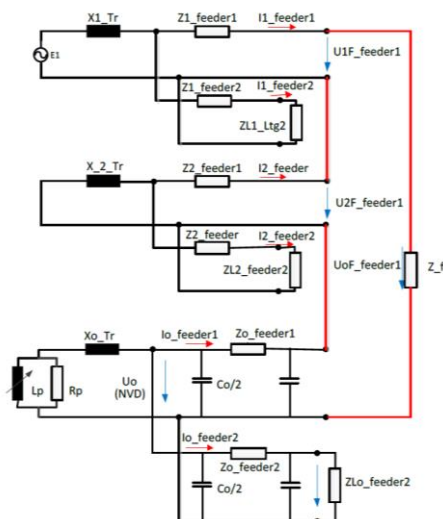 X1_Tr
Z1_feeder1
I1_feeder1
E1
U1F_feeder1
Z1_feeder2
I1_feeder2
ZL1_Ltg2
X_2_Tr
Z2_feeder1
I2_feeder
U2F_feeder1
Z2_feeder
I2_feeder2
ZL2_feeder2
UoF_feeder1
Z_f
Xo_Tr
Io_feeder1
Zo_feeder1
Lp
Rp
Uo
(NVD)
Co/2
Io_feeder2
Zo_feeder2
Co/2
ZLo_feeder2